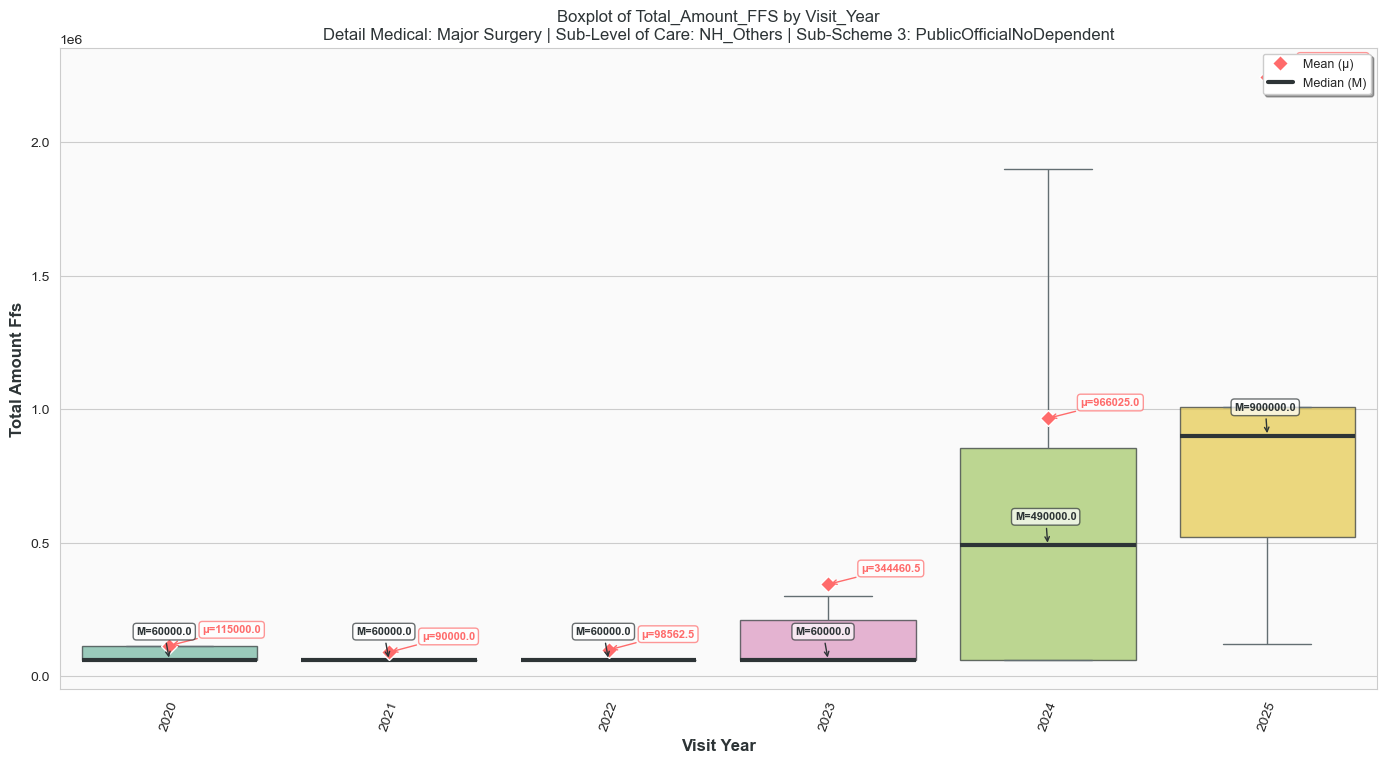 Boxplot of Total_Amount_FFS by Visit_Year
Detail Medical: Major Surgery | Sub-Level of Care: NH_Others | Sub-Scheme 3: PublicOfficialNoDependent
1e6
Mean (μ)
Median (M)
2.0
1.5
1.0
0.5
0.0
Total Amount Ffs
M=60000.0
μ=115000.0
M=60000.0
μ=90000.0
M=60000.0
μ=98562.5
M=60000.0
μ=344460.5
M=490000.0
μ=966025.0
M=900000.0
2020
2021
2022
2023
2024
2025
Visit Year